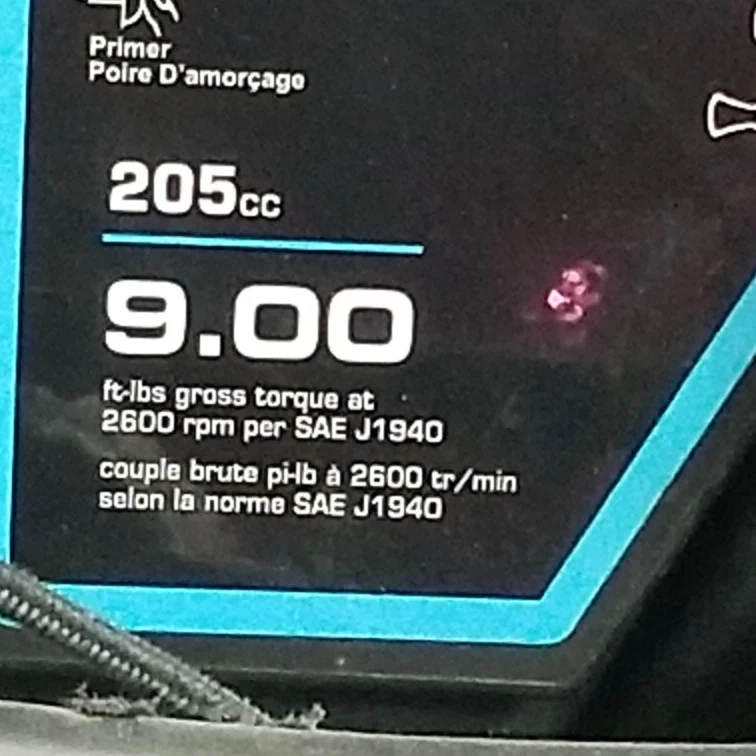 Primer
Poire D'amorçage
205cc
9.00
ft-lbs gross torque at
2600 rpm per SAE J1940
couple brute pi-lb à 2600 tr/min
selon la norme SAE J1940